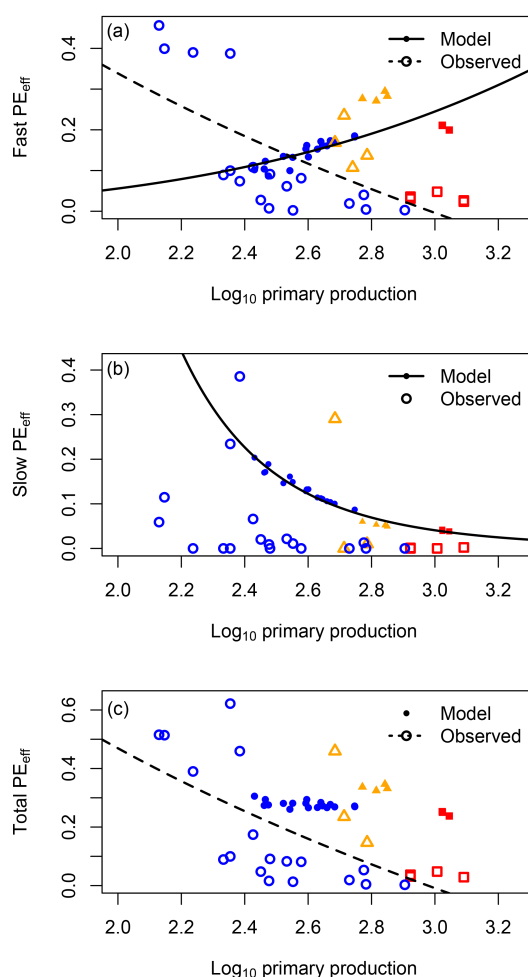 (a)
Model
Observed
Fast PEeff
0.0 0.2 0.4
2.0 2.2 2.4 2.6 2.8 3.0 3.2
Log10 primary production
(b)
Model
Observed
Slow PEeff
0.0 0.1 0.2 0.3 0.4
2.0 2.2 2.4 2.6 2.8 3.0 3.2
Log10 primary production
(c)
Model
Observed
Total PEeff
0.0 0.2 0.4 0.6
2.0 2.2 2.4 2.6 2.8 3.0 3.2
Log10 primary production